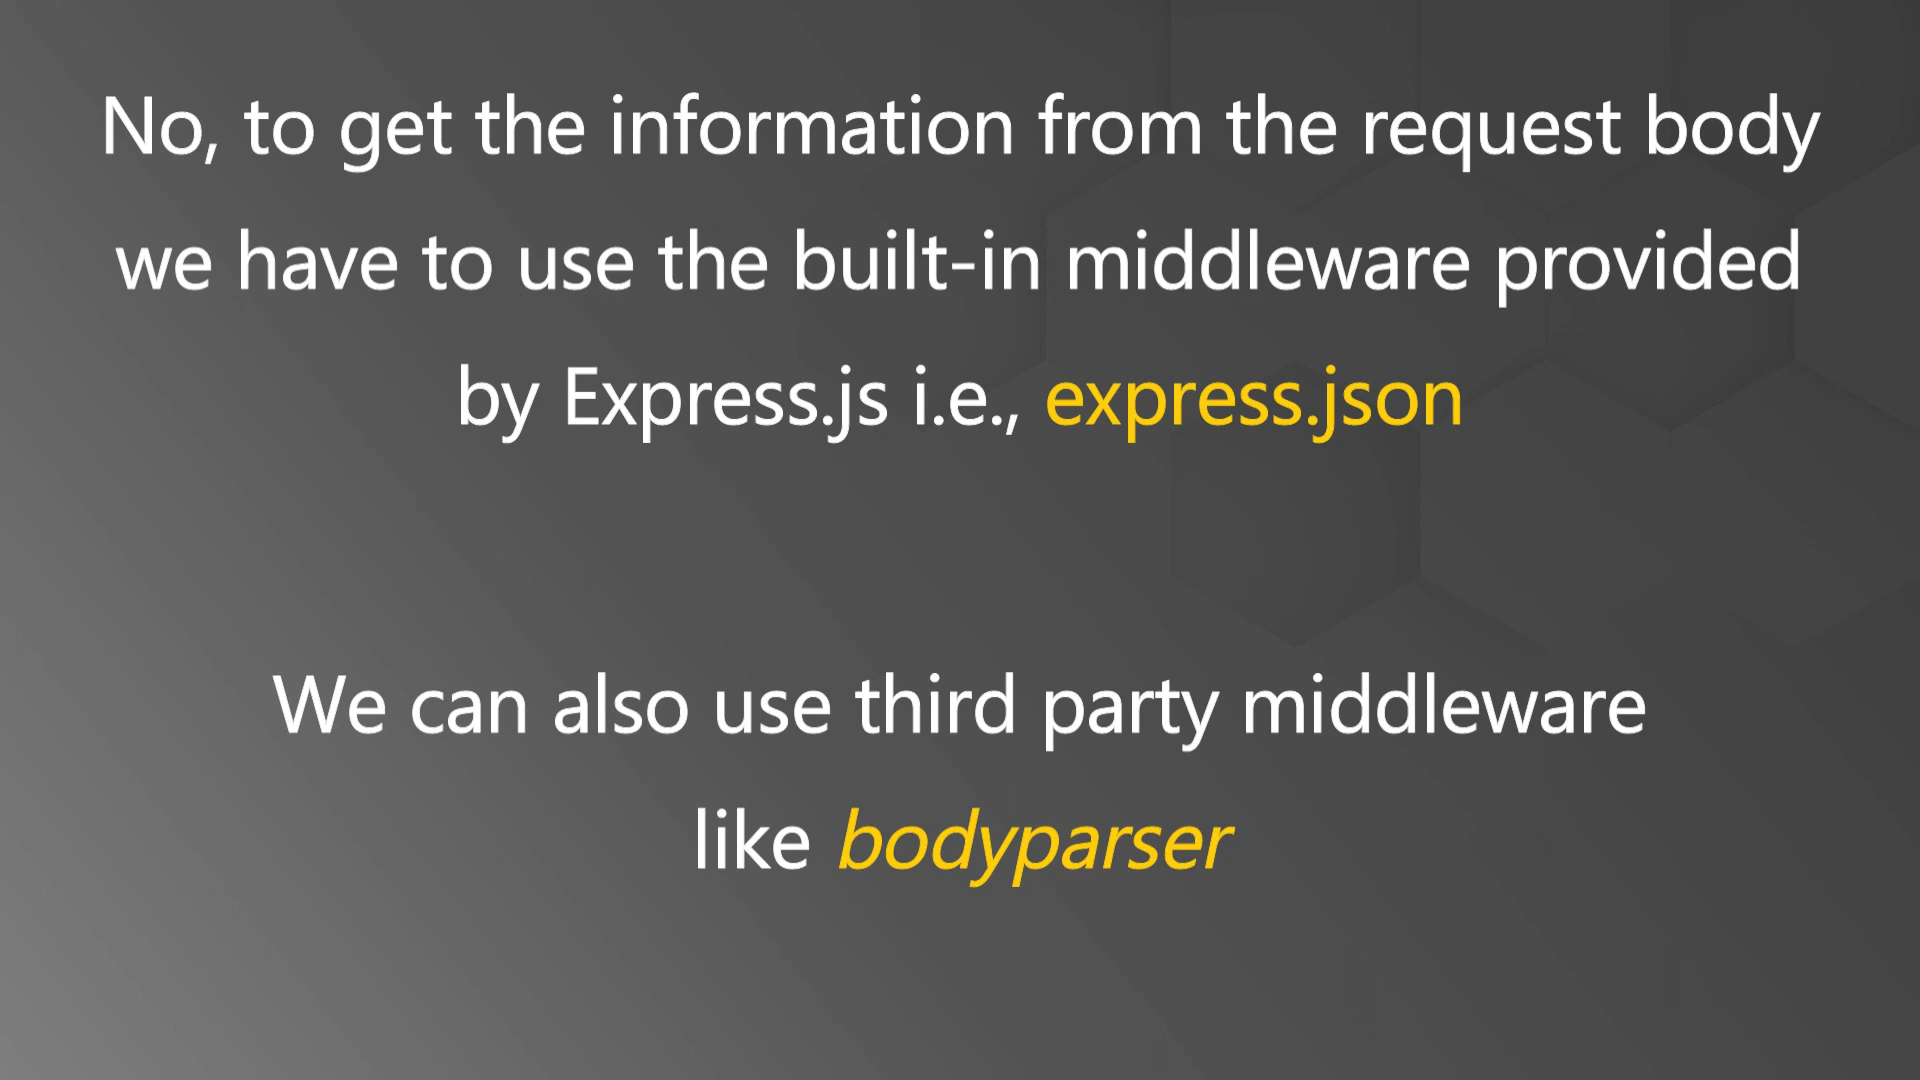 No, to get the information from the request body
we have to use the built-in middleware provided
by Express.js i.e., express.json
We can also use third party middleware
like bodyparser